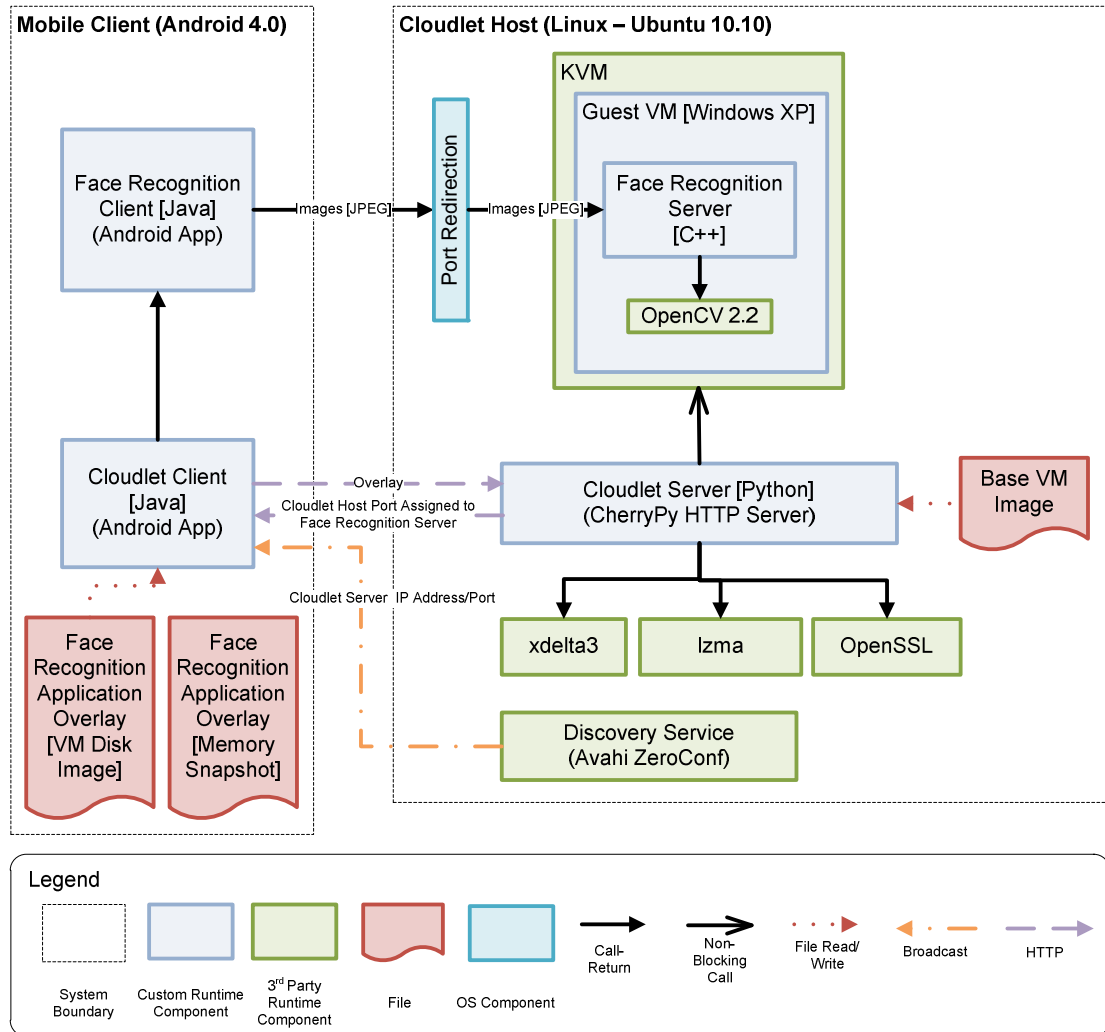 Mobile Client (Android 4.0)
Cloudlet Host (Linux – Ubuntu 10.10)
KVM
Guest VM [Windows XP]
Face Recognition
Client [Java]
(Android App)
Images [JPEG]
Port Redirection
Images [JPEG]
Face Recognition
Server
[C++]
OpenCV 2.2
Cloudlet Client
[Java]
(Android App)
Overlay
Cloudlet Host Port Assigned to
Face Recognition Server
Cloudlet Server [Python]
(CherryPy HTTP Server)
Base VM
Image
Cloudlet Server IP Address/Port
xdelta3
lzma
OpenSSL
Face
Recognition
Application
Overlay
[VM Disk
Image]
Face
Recognition
Application
Overlay
[Memory
Snapshot]
Discovery Service
(Avahi ZeroConf)
Legend
System
Boundary
Custom Runtime
Component
3rd Party
Runtime
Component
File
OS Component
Call-
Return
Non-
Blocking
Call
File Read/
Write
Broadcast
HTTP